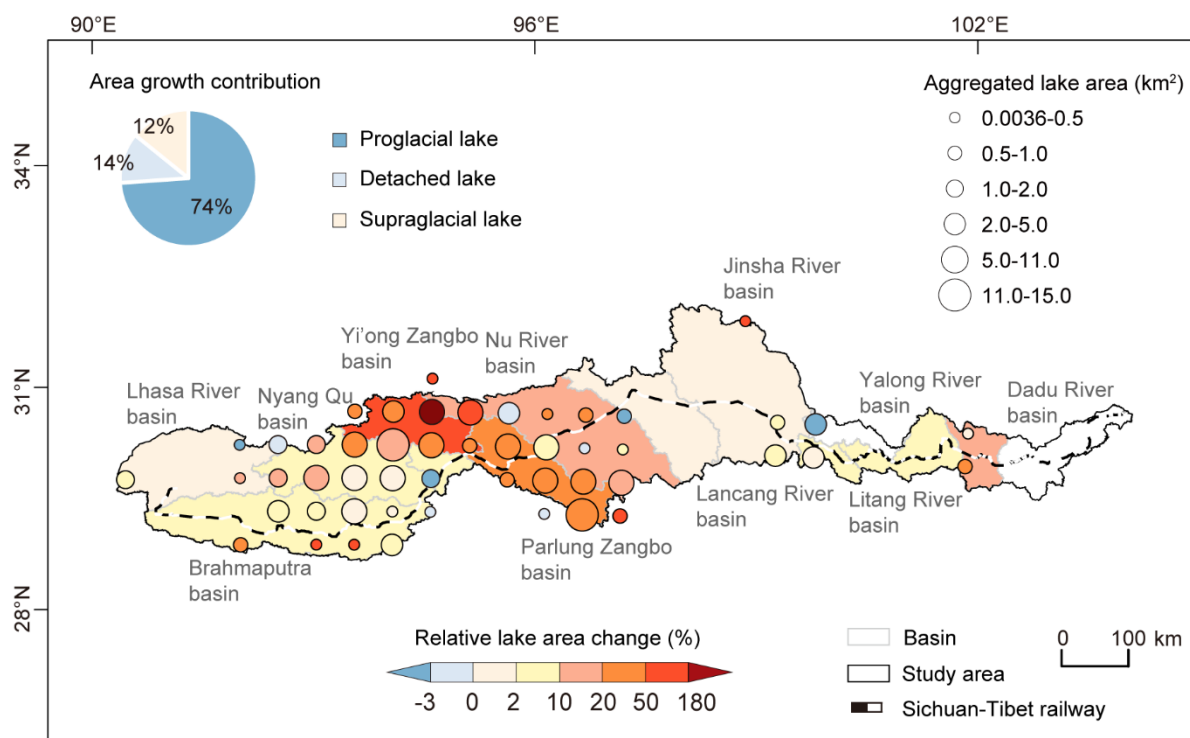 90°E
96°E
102°E
34°N
31°N
28°N
Area growth contribution
12%
14%
74%
Proglacial lake
Detached lake
Supraglacial lake
Aggregated lake area (km²)
0.0036-0.5
0.5-1.0
1.0-2.0
2.0-5.0
5.0-11.0
11.0-15.0
Jinsha River
basin
Yi'ong Zangbo
basin
Nu River
basin
Lhasa River
basin
Nyang Qu
basin
Yalong River
basin
Dadu River
basin
Lancang River
basin
Litang River
basin
Parlung Zangbo
basin
Brahmaputra
basin
Relative lake area change (%)
-3 0 2 10 20 50 180
Basin
Study area
Sichuan-Tibet railway
0 100 km